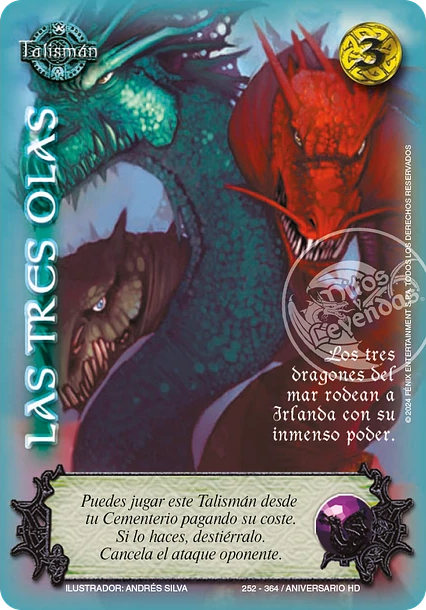 Talismán
3
LAS TRES OLAS
© 2024 FÉNIX ENTERTAINMENT S.P.A. TODOS LOS DERECHOS RESERVADOS
Mitos
y
Leyendas
Los tres
dragones del
mar rodean a
Irlanda con su
inmenso poder.
Puedes jugar este Talismán desde
tu Cementerio pagando su coste.
Si lo haces, destiérralo.
Cancela el ataque oponente.
ILUSTRADOR: ANDRÉS SILVA 252 - 364 / ANIVERSARIO HD